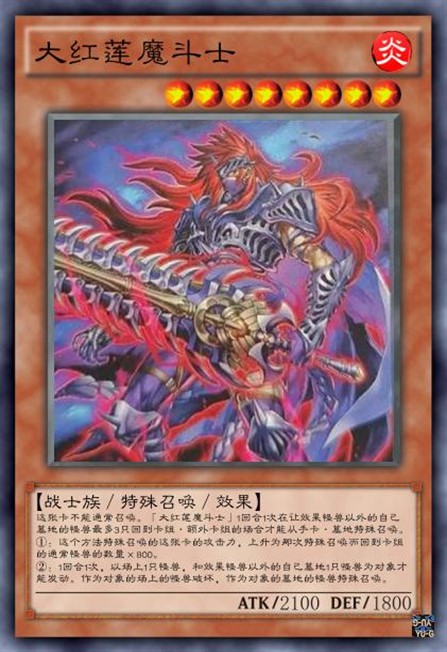 大红莲魔斗士
炎
【战士族/特殊召唤/效果】
这张卡不能通常召唤。「大红莲魔斗士」1回合1次在让效果怪兽以外的自己
墓地的怪兽最多3只回到卡组·额外卡组的场合才能从手卡·墓地特殊召唤。
①：这个方法特殊召唤的这张卡的攻击力，上升为那次特殊召唤而回到卡组
的通常怪兽的数量×800。
②：1回合1次，以场上1只怪兽，和效果怪兽以外的自己墓地1只怪兽为对象才
能发动。作为对象的场上的怪兽破坏，作为对象的墓地的怪兽特殊召唤。
ATK/2100 DEF/1800